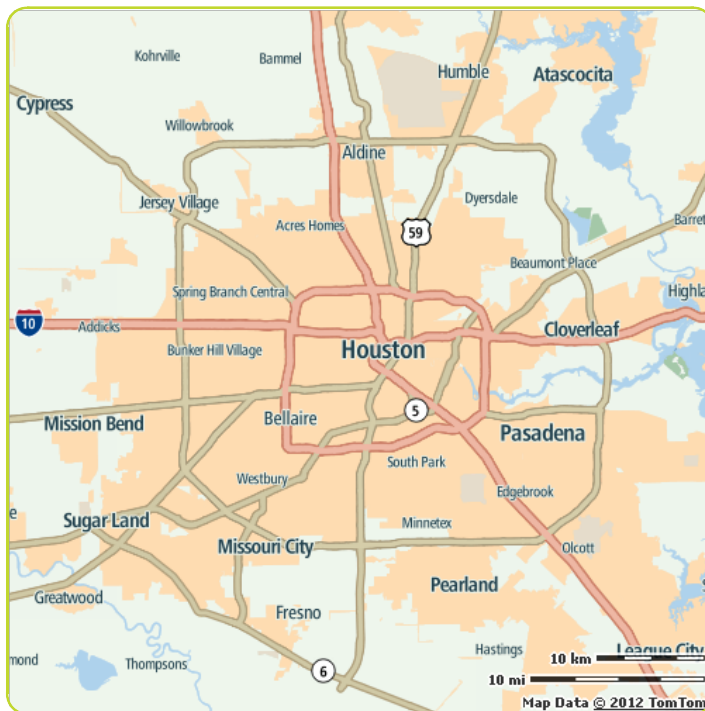 Kohrville
Bammel
Humble
Atascocita
Cypress
Willowbrook
Aldine
Jersey Village
Dyersdale
Acres Homes
59
Barret
Beaumont Place
Spring Branch Central
Highla
10
Addicks
Cloverleaf
Bunker Hill Village
Houston
5
Mission Bend
Bellaire
Pasadena
South Park
Westbury
Edgebrook
e
Sugar Land
Minnetex
Missouri City
Olcott
Pearland
Greatwood
Fresno
Hastings
League City
mond
Thompsons
6
10 km
10 mi
Map Data © 2012 TomTom